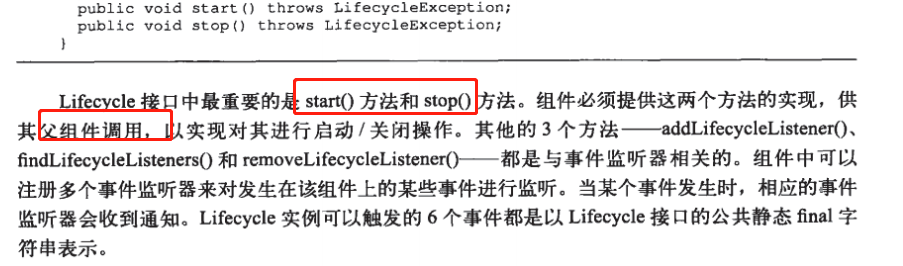 public void start() throws LifecycleException;
public void stop() throws LifecycleException;
}
Lifecycle 接口中最重要的是 start() 方法和 stop() 方法。组件必须提供这两个方法的实现，供
其父组件调用，以实现对其进行启动 / 关闭操作。其他的 3 个方法——addLifecycleListener()、
findLifecycleListeners() 和 removeLifecycleListener()——都是与事件监听器相关的。组件中可以
注册多个事件监听器来对发生在该组件上的某些事件进行监听。当某个事件发生时，相应的事件
监听器会收到通知。Lifecycle 实例可以触发的 6 个事件都是以 Lifecycle 接口的公共静态 final 字
符串表示。